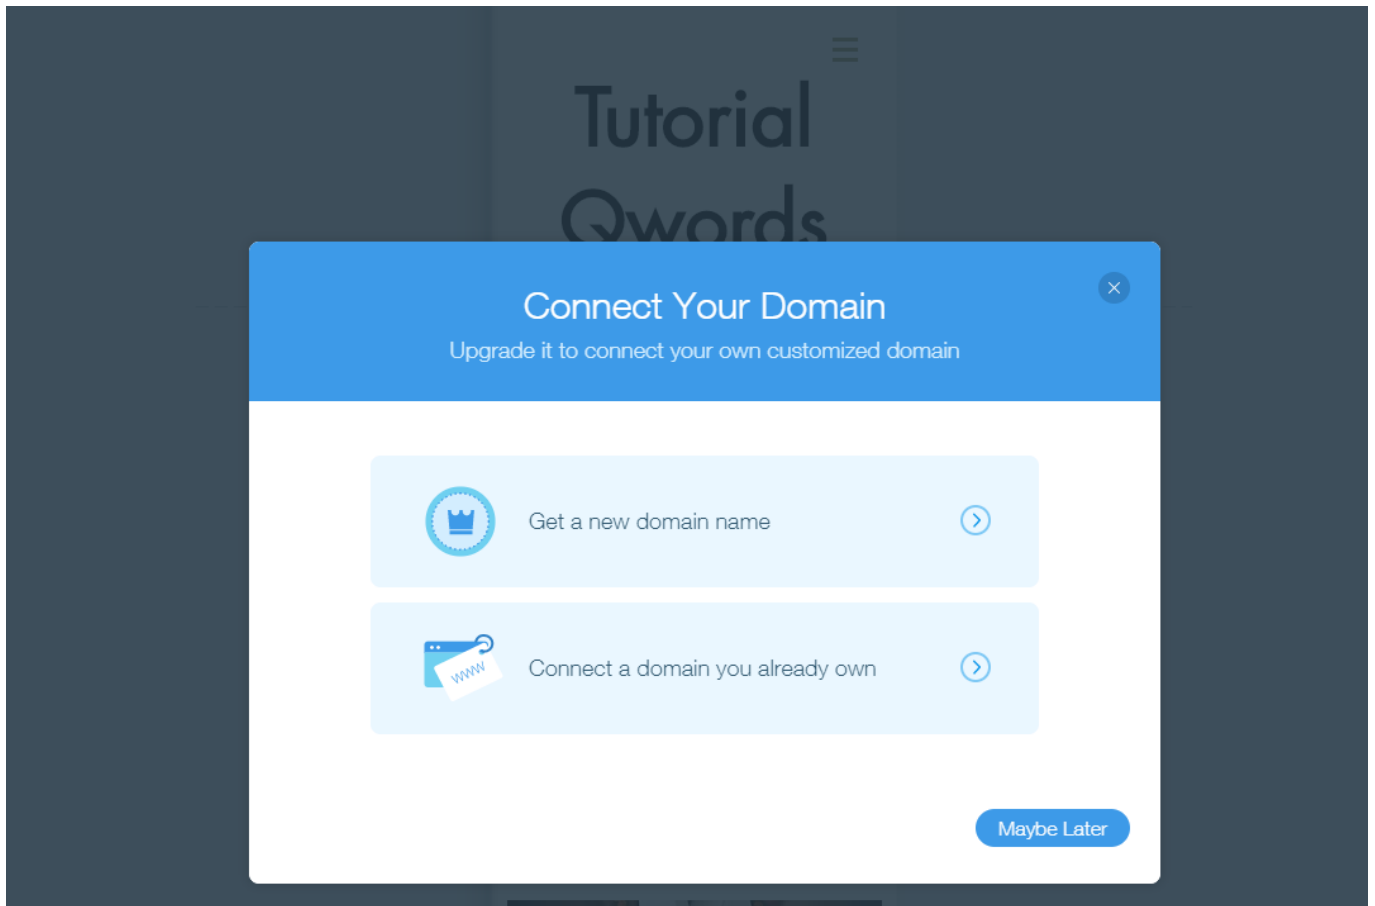 Tutorial
Qwords
Connect Your Domain
Upgrade it to connect your own customized domain
Get a new domain name
www
Connect a domain you already own
Maybe Later